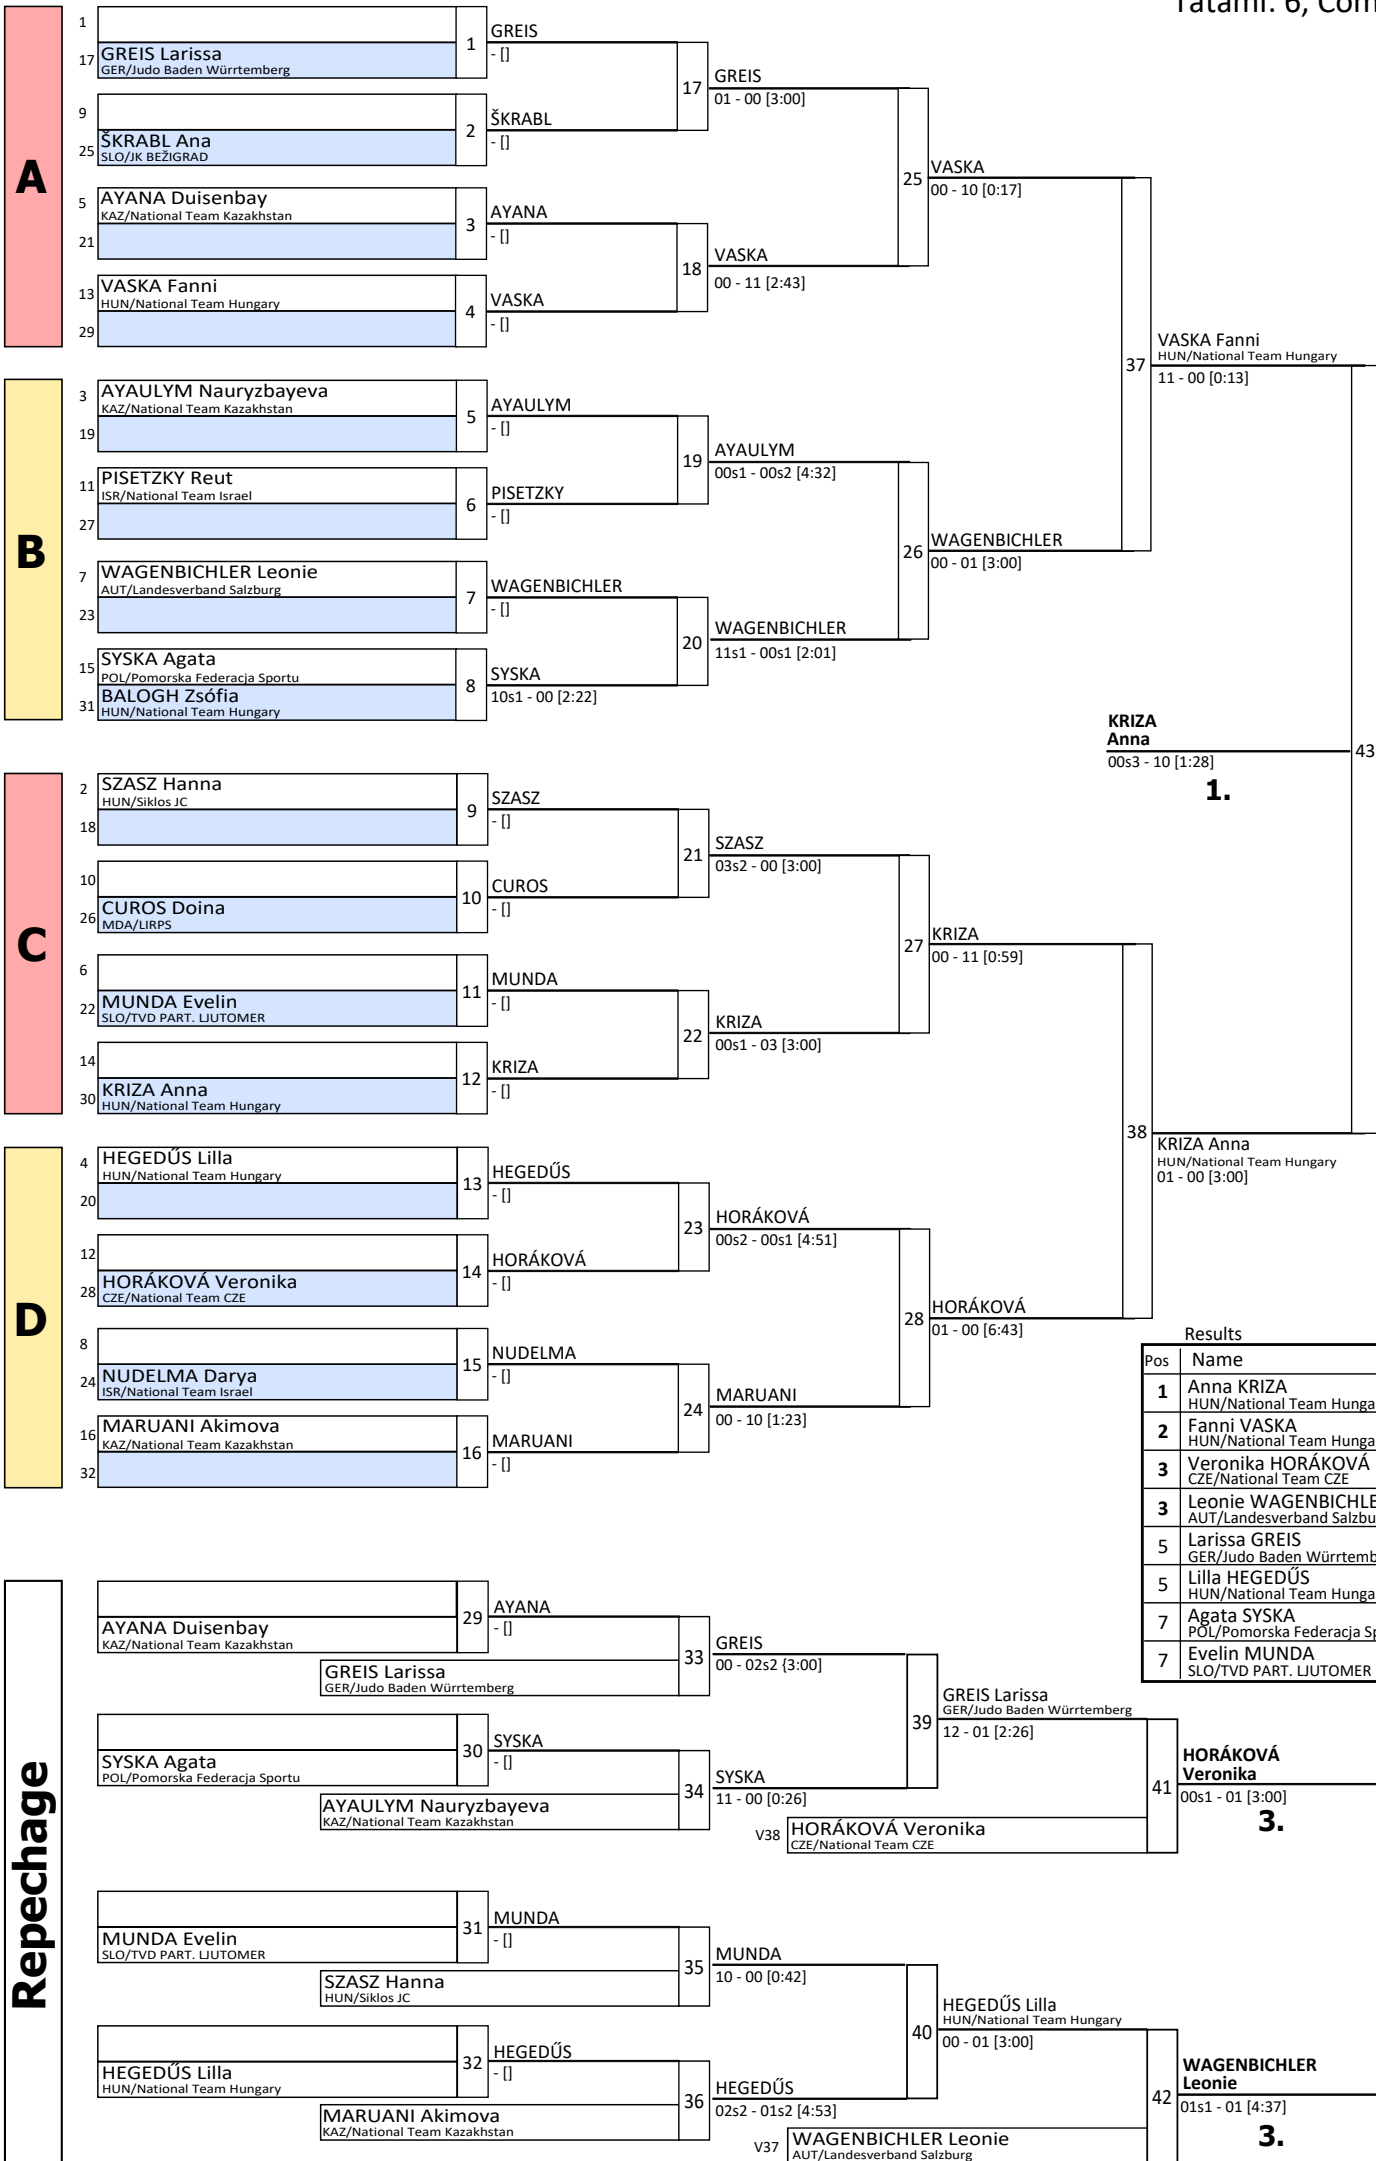 Tatami: 6, Com
A
1
17 GREIS Larissa
GER/Judo Baden Würrtemberg
1
GREIS
- []
9
25 ŠKRABL Ana
SLO/JK BEŽIGRAD
2
ŠKRABL
- []
17
GREIS
01 - 00 [3:00]
5 AYANA Duisenbay
KAZ/National Team Kazakhstan
21
3
AYANA
- []
13 VASKA Fanni
HUN/National Team Hungary
29
4
VASKA
- []
18
VASKA
00 - 11 [2:43]
25
VASKA
00 - 10 [0:17]
B
3 AYAULYM Nauryzbayeva
KAZ/National Team Kazakhstan
19
5
AYAULYM
- []
11 PISETZKY Reut
ISR/National Team Israel
27
6
PISETZKY
- []
19
AYAULYM
00s1 - 00s2 [4:32]
7 WAGENBICHLER Leonie
AUT/Landesverband Salzburg
23
7
WAGENBICHLER
- []
15 SYSKA Agata
POL/Pomorska Federacja Sportu
31 BALOGH Zsófia
HUN/National Team Hungary
8
SYSKA
10s1 - 00 [2:22]
20
WAGENBICHLER
11s1 - 00s1 [2:01]
26
WAGENBICHLER
00 - 01 [3:00]
37
VASKA Fanni
HUN/National Team Hungary
11 - 00 [0:13]
KRIZA
Anna
00s3 - 10 [1:28]
1.
43
C
2 SZASZ Hanna
HUN/Siklos JC
18
9
SZASZ
- []
10
26 CUROS Doina
MDA/LIRPS
10
CUROS
- []
21
SZASZ
03s2 - 00 [3:00]
6
22 MUNDA Evelin
SLO/TVD PART. LJUTOMER
11
MUNDA
- []
14
30 KRIZA Anna
HUN/National Team Hungary
12
KRIZA
- []
22
KRIZA
00s1 - 03 [3:00]
27
KRIZA
00 - 11 [0:59]
D
4 HEGEDŰS Lilla
HUN/National Team Hungary
20
13
HEGEDŰS
- []
12
28 HORÁKOVÁ Veronika
CZE/National Team CZE
14
HORÁKOVÁ
- []
23
HORÁKOVÁ
00s2 - 00s1 [4:51]
8
24 NUDELMA Darya
ISR/National Team Israel
15
NUDELMA
- []
16 MARUANI Akimova
KAZ/National Team Kazakhstan
32
16
MARUANI
- []
24
MARUANI
00 - 10 [1:23]
28
HORÁKOVÁ
01 - 00 [6:43]
38
KRIZA Anna
HUN/National Team Hungary
01 - 00 [3:00]
Results
Pos Name
1 Anna KRIZA
HUN/National Team Hunga
2 Fanni VASKA
HUN/National Team Hunga
3 Veronika HORÁKOVÁ
CZE/National Team CZE
3 Leonie WAGENBICHLE
AUT/Landesverband Salzbu
5 Larissa GREIS
GER/Judo Baden Würrtemb
5 Lilla HEGEDŰS
HUN/National Team Hunga
7 Agata SYSKA
POL/Pomorska Federacja Sp
7 Evelin MUNDA
SLO/TVD PART. LJUTOMER
Repechage
AYANA Duisenbay
KAZ/National Team Kazakhstan
29
AYANA
- []
GREIS Larissa
GER/Judo Baden Würrtemberg
33
GREIS
00 - 02s2 {3:00]
SYSKA Agata
POL/Pomorska Federacja Sportu
30
SYSKA
- []
AYAULYM Nauryzbayeva
KAZ/National Team Kazakhstan
34
SYSKA
11 - 00 [0:26]
39
GREIS Larissa
GER/Judo Baden Würrtemberg
12 - 01 [2:26]
V38 HORÁKOVÁ Veronika
CZE/National Team CZE
41
HORÁKOVÁ
Veronika
00s1 - 01 [3:00]
3.
MUNDA Evelin
SLO/TVD PART. LJUTOMER
31
MUNDA
- []
SZASZ Hanna
HUN/Siklos JC
35
MUNDA
10 - 00 [0:42]
HEGEDŰS Lilla
HUN/National Team Hungary
32
HEGEDŰS
- []
MARUANI Akimova
KAZ/National Team Kazakhstan
36
HEGEDŰS
02s2 - 01s2 [4:53]
40
HEGEDŰS Lilla
HUN/National Team Hungary
00 - 01 [3:00]
V37 WAGENBICHLER Leonie
AUT/Landesverband Salzburg
42
WAGENBICHLER
Leonie
01s1 - 01 [4:37]
3.